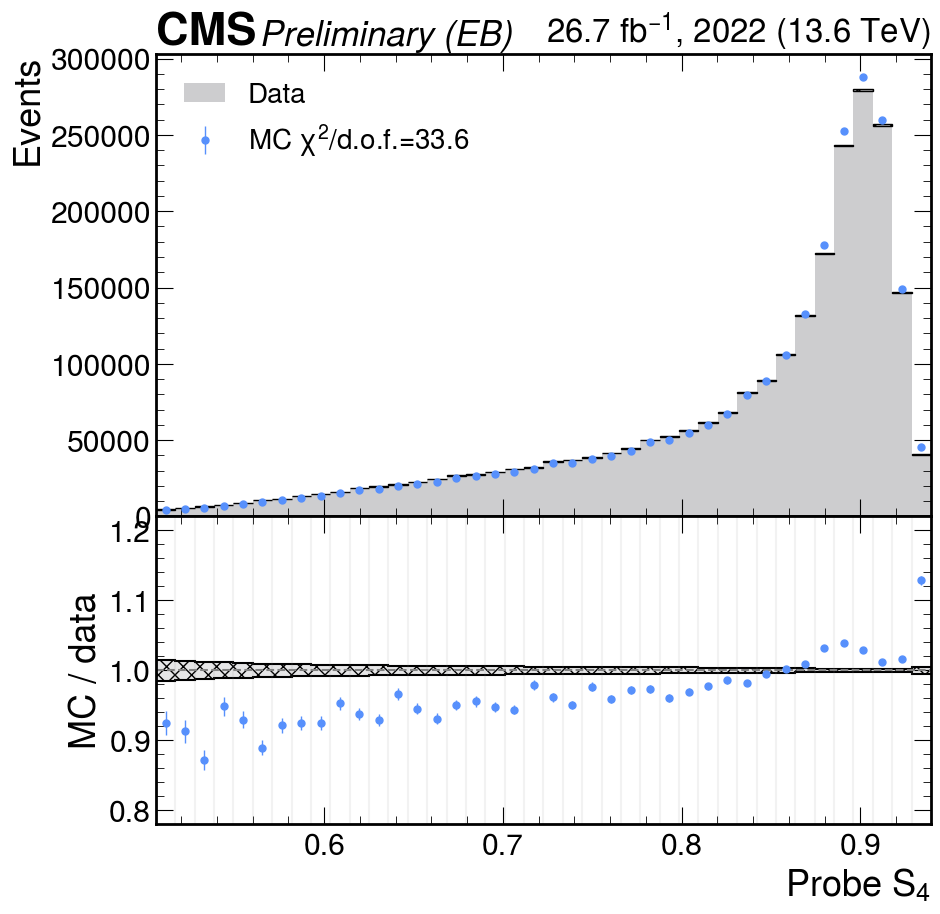 CMS Preliminary (EB) 26.7 fb⁻¹, 2022 (13.6 TeV)
Events
300000
250000
200000
150000
100000
50000
0
Data
MC χ²/d.o.f.=33.6
MC / data
1.2
1.1
1.0
0.9
0.8
0.6 0.7 0.8 0.9
Probe S₄